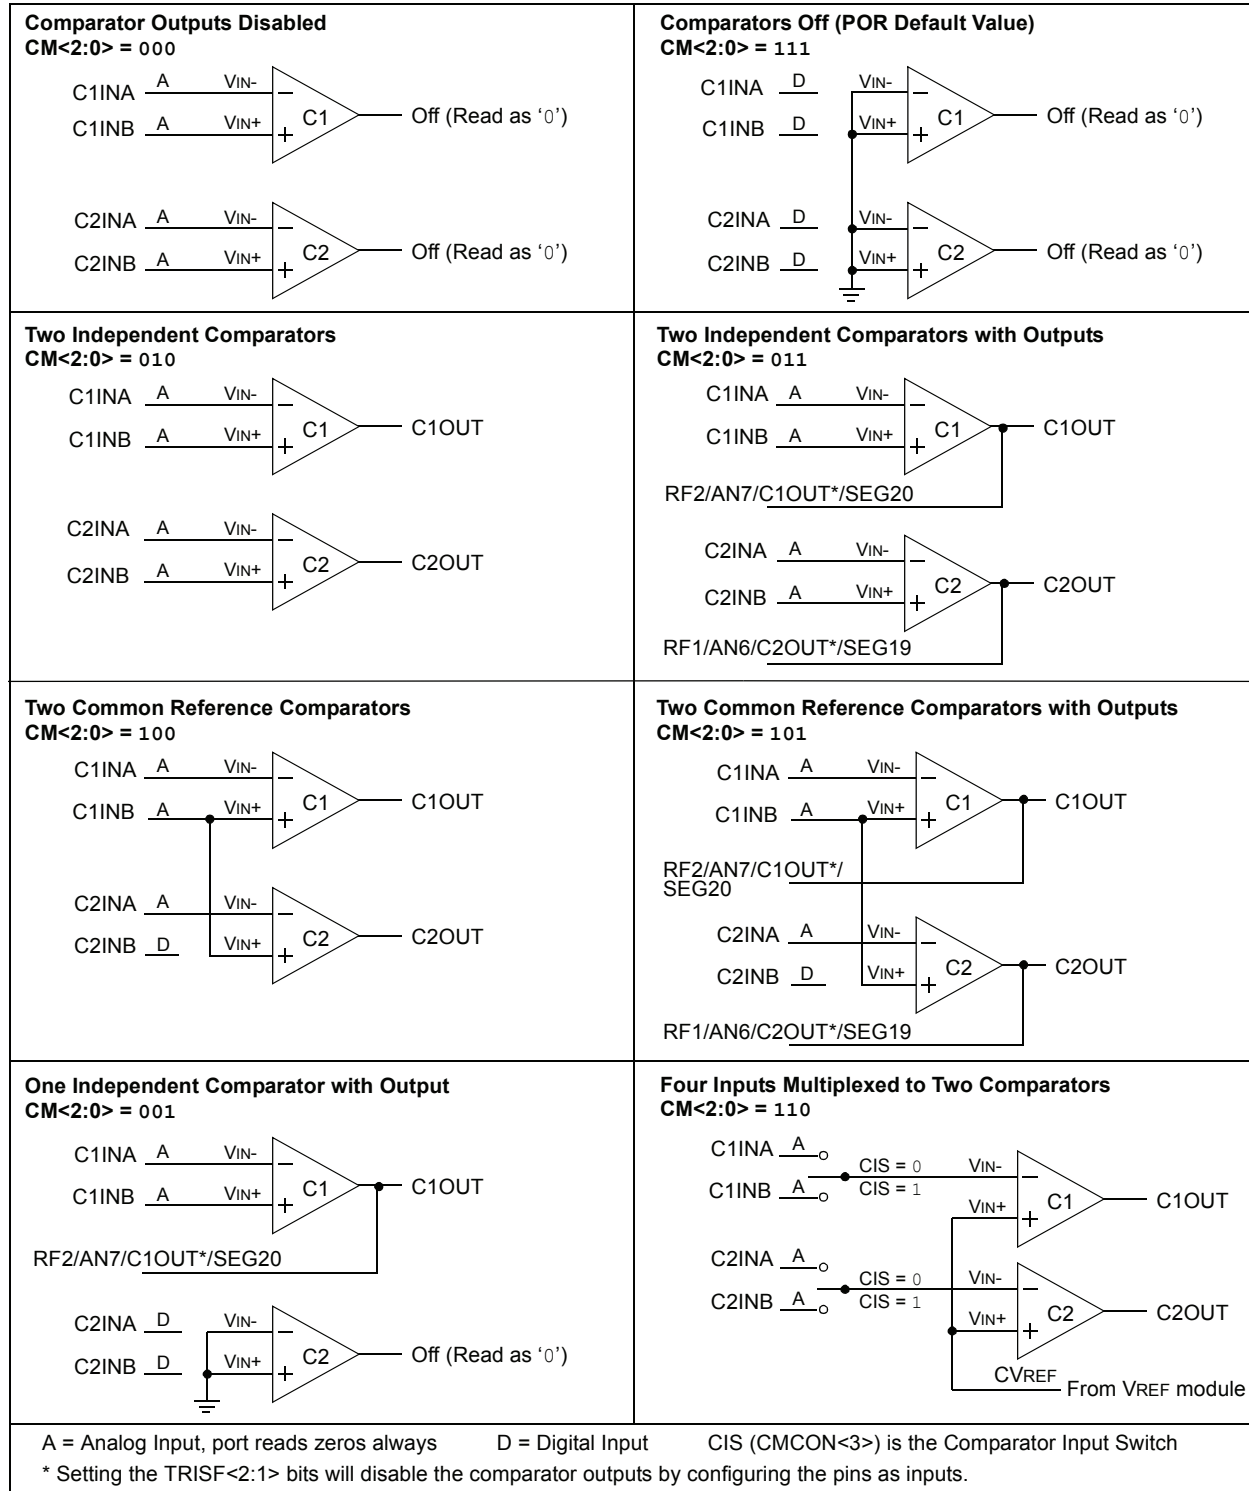 Comparator Outputs Disabled
CM<2:0> = 000
C1INA A VIN-
C1INB A VIN+
C1
Off (Read as ‘0’)
C2INA A VIN-
C2INB A VIN+
C2
Off (Read as ‘0’)
Comparators Off (POR Default Value)
CM<2:0> = 111
C1INA D VIN-
C1INB D VIN+
C1
Off (Read as ‘0’)
C2INA D VIN-
C2INB D VIN+
C2
Off (Read as ‘0’)
Two Independent Comparators
CM<2:0> = 010
C1INA A VIN-
C1INB A VIN+
C1
C1OUT
C2INA A VIN-
C2INB A VIN+
C2
C2OUT
Two Independent Comparators with Outputs
CM<2:0> = 011
C1INA A VIN-
C1INB A VIN+
C1
C1OUT
RF2/AN7/C1OUT*/SEG20
C2INA A VIN-
C2INB A VIN+
C2
C2OUT
RF1/AN6/C2OUT*/SEG19
Two Common Reference Comparators
CM<2:0> = 100
C1INA A VIN-
C1INB A VIN+
C1
C1OUT
C2INA A VIN-
C2INB D VIN+
C2
C2OUT
Two Common Reference Comparators with Outputs
CM<2:0> = 101
C1INA A VIN-
C1INB A VIN+
C1
C1OUT
RF2/AN7/C1OUT*/
SEG20
C2INA A VIN-
C2INB D VIN+
C2
C2OUT
RF1/AN6/C2OUT*/SEG19
One Independent Comparator with Output
CM<2:0> = 001
C1INA A VIN-
C1INB A VIN+
C1
C1OUT
RF2/AN7/C1OUT*/SEG20
C2INA D VIN-
C2INB D VIN+
C2
Off (Read as ‘0’)
Four Inputs Multiplexed to Two Comparators
CM<2:0> = 110
C1INA A
CIS = 0 VIN-
C1INB A CIS = 1
VIN+
C1
C1OUT
C2INA A
CIS = 0 VIN-
C2INB A CIS = 1
VIN+
C2
C2OUT
CVREF
From VREF module
A = Analog Input, port reads zeros always D = Digital Input CIS (CMCON<3>) is the Comparator Input Switch
* Setting the TRISF<2:1> bits will disable the comparator outputs by configuring the pins as inputs.